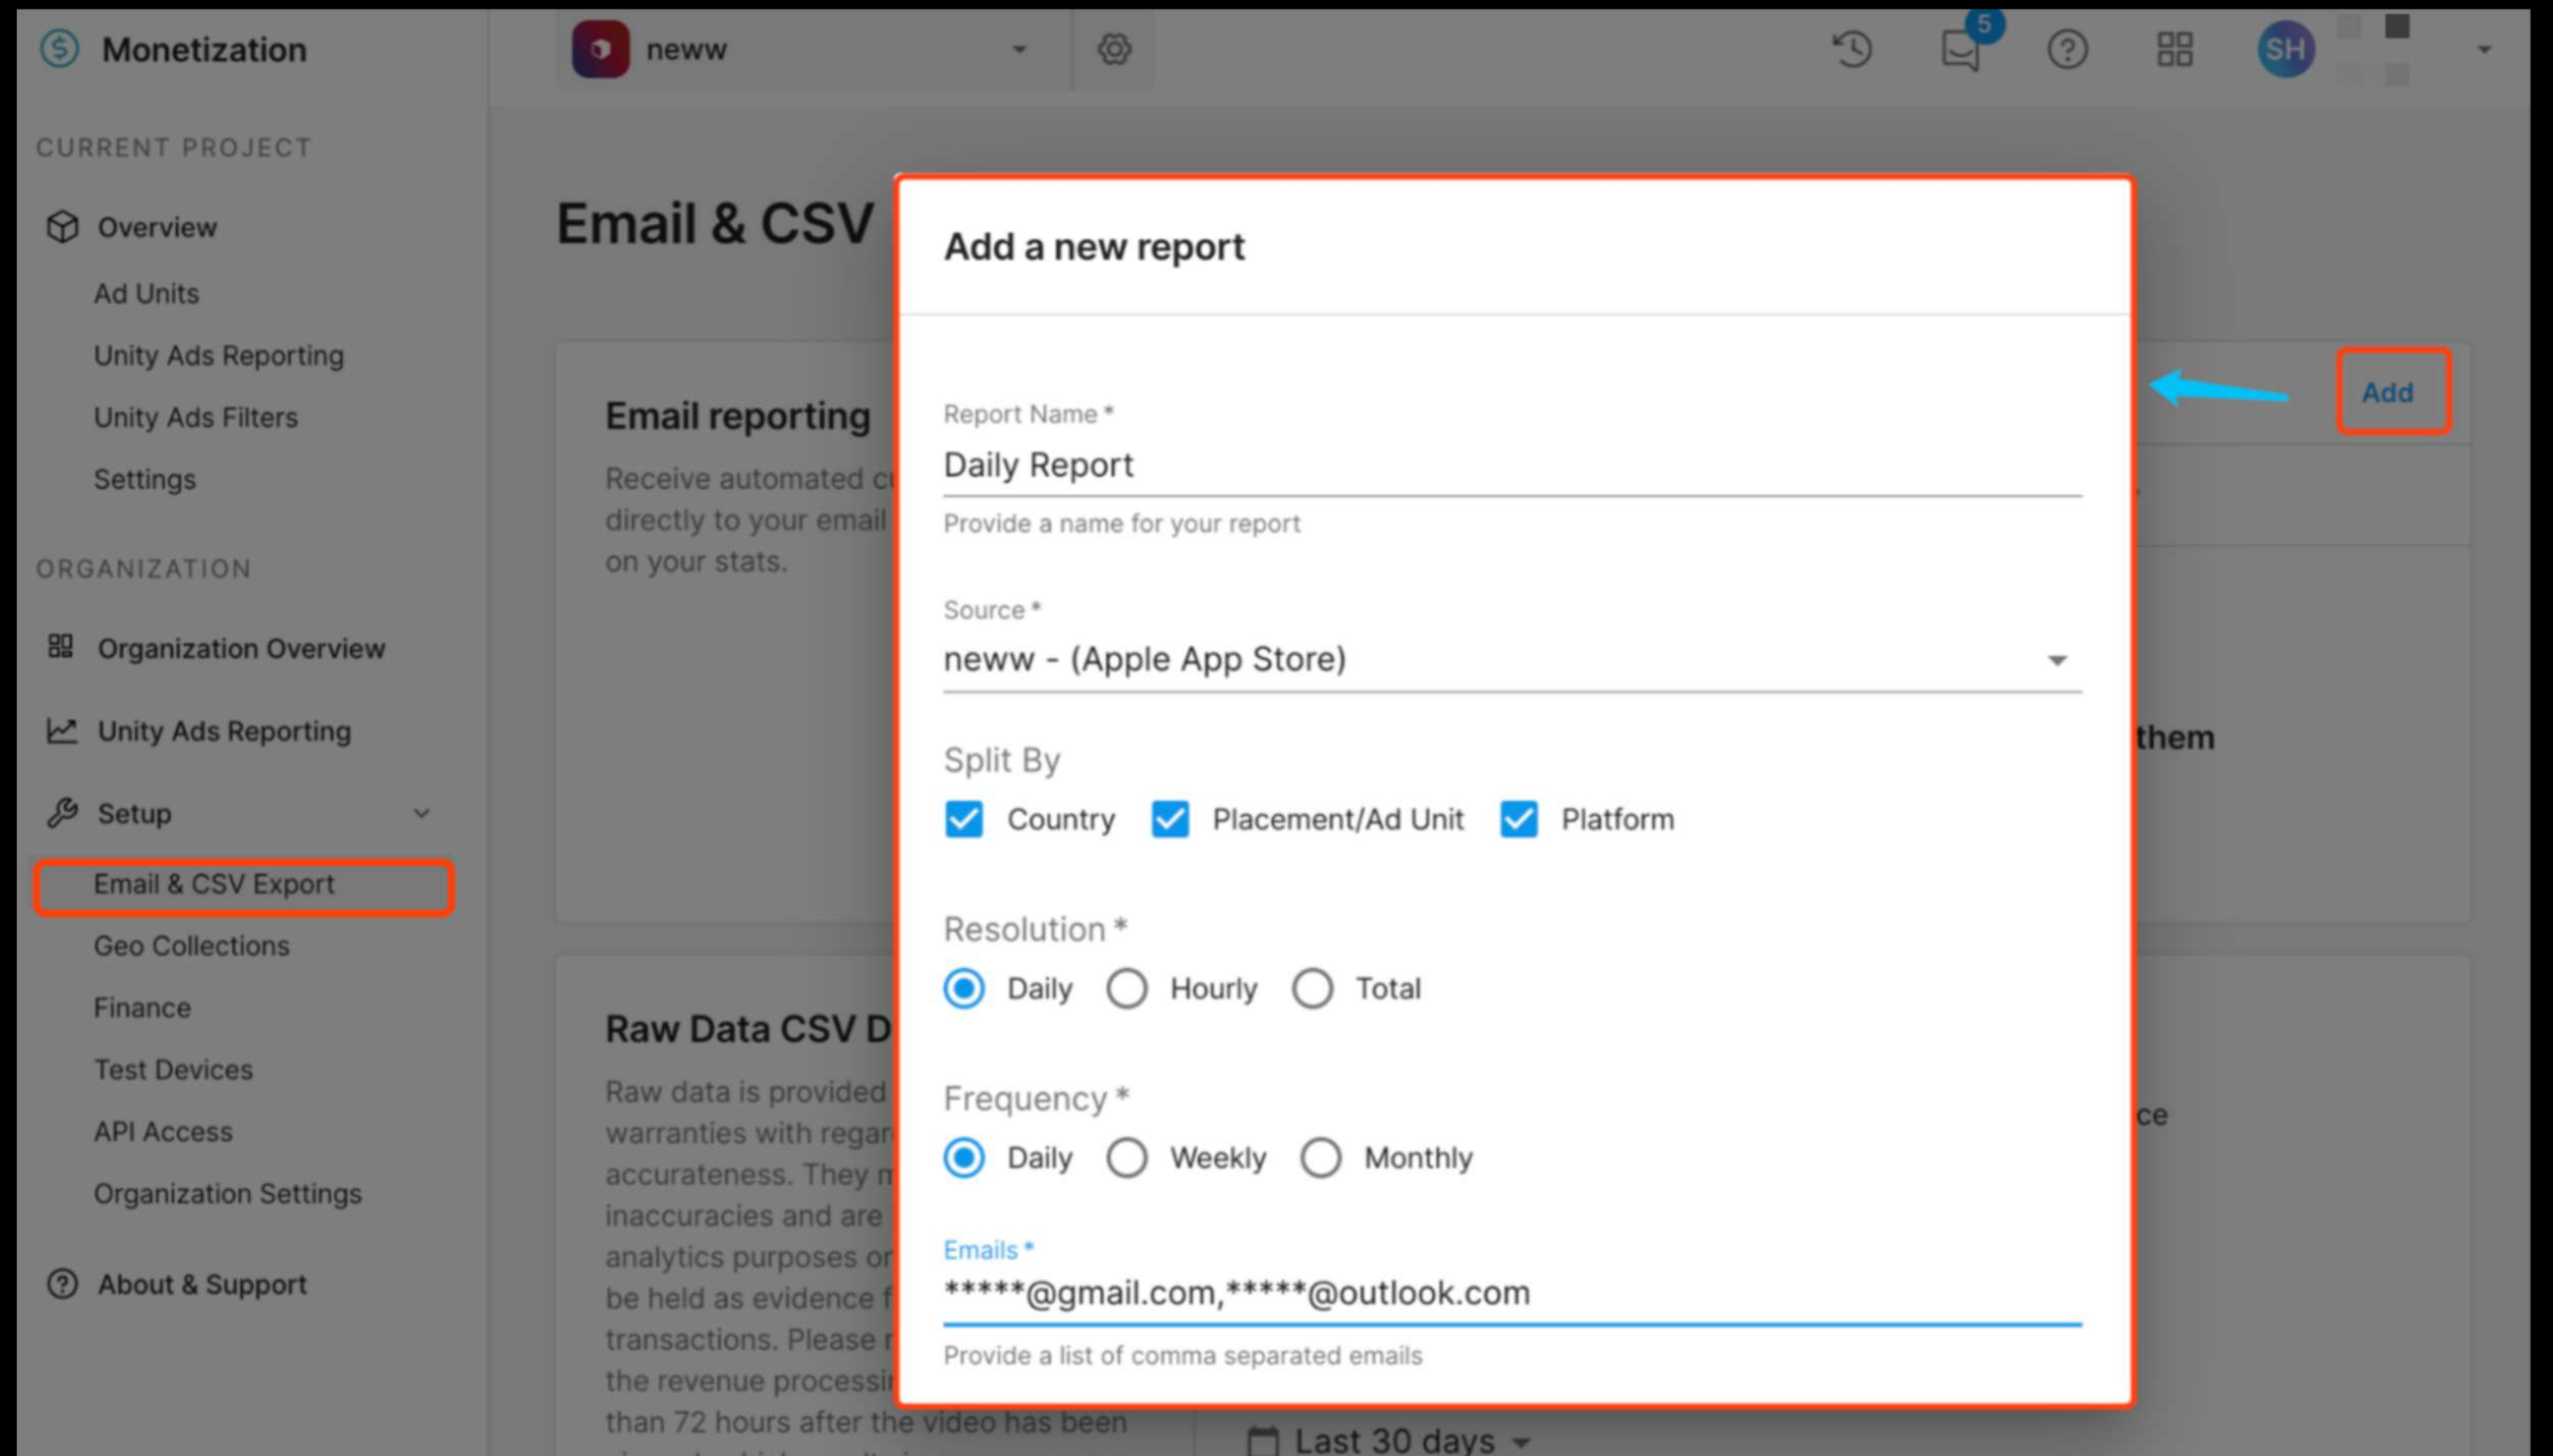 Monetization
neww
5
SH
CURRENT PROJECT
Overview
Ad Units
Unity Ads Reporting
Unity Ads Filters
Settings
ORGANIZATION
Organization Overview
Unity Ads Reporting
Setup
Email & CSV Export
Geo Collections
Finance
Test Devices
API Access
Organization Settings
About & Support
Email & CSV
Email reporting
Receive automated
directly to your email
on your stats.
Add
them
Raw Data CSV
Raw data is provided
warranties with
accurateness. They
inaccuracies and are
analytics purposes
be held as evidence
transactions. Please
the revenue
than 72 hours after the video has been
Last 30 days
Add a new report
Report Name *
Daily Report
Provide a name for your report
Source *
neww - (Apple App Store)
Split By
Country Placement/Ad Unit Platform
Resolution *
Daily Hourly Total
Frequency *
Daily Weekly Monthly
Emails *
*****@gmail.com,*****@outlook.com
Provide a list of comma separated emails